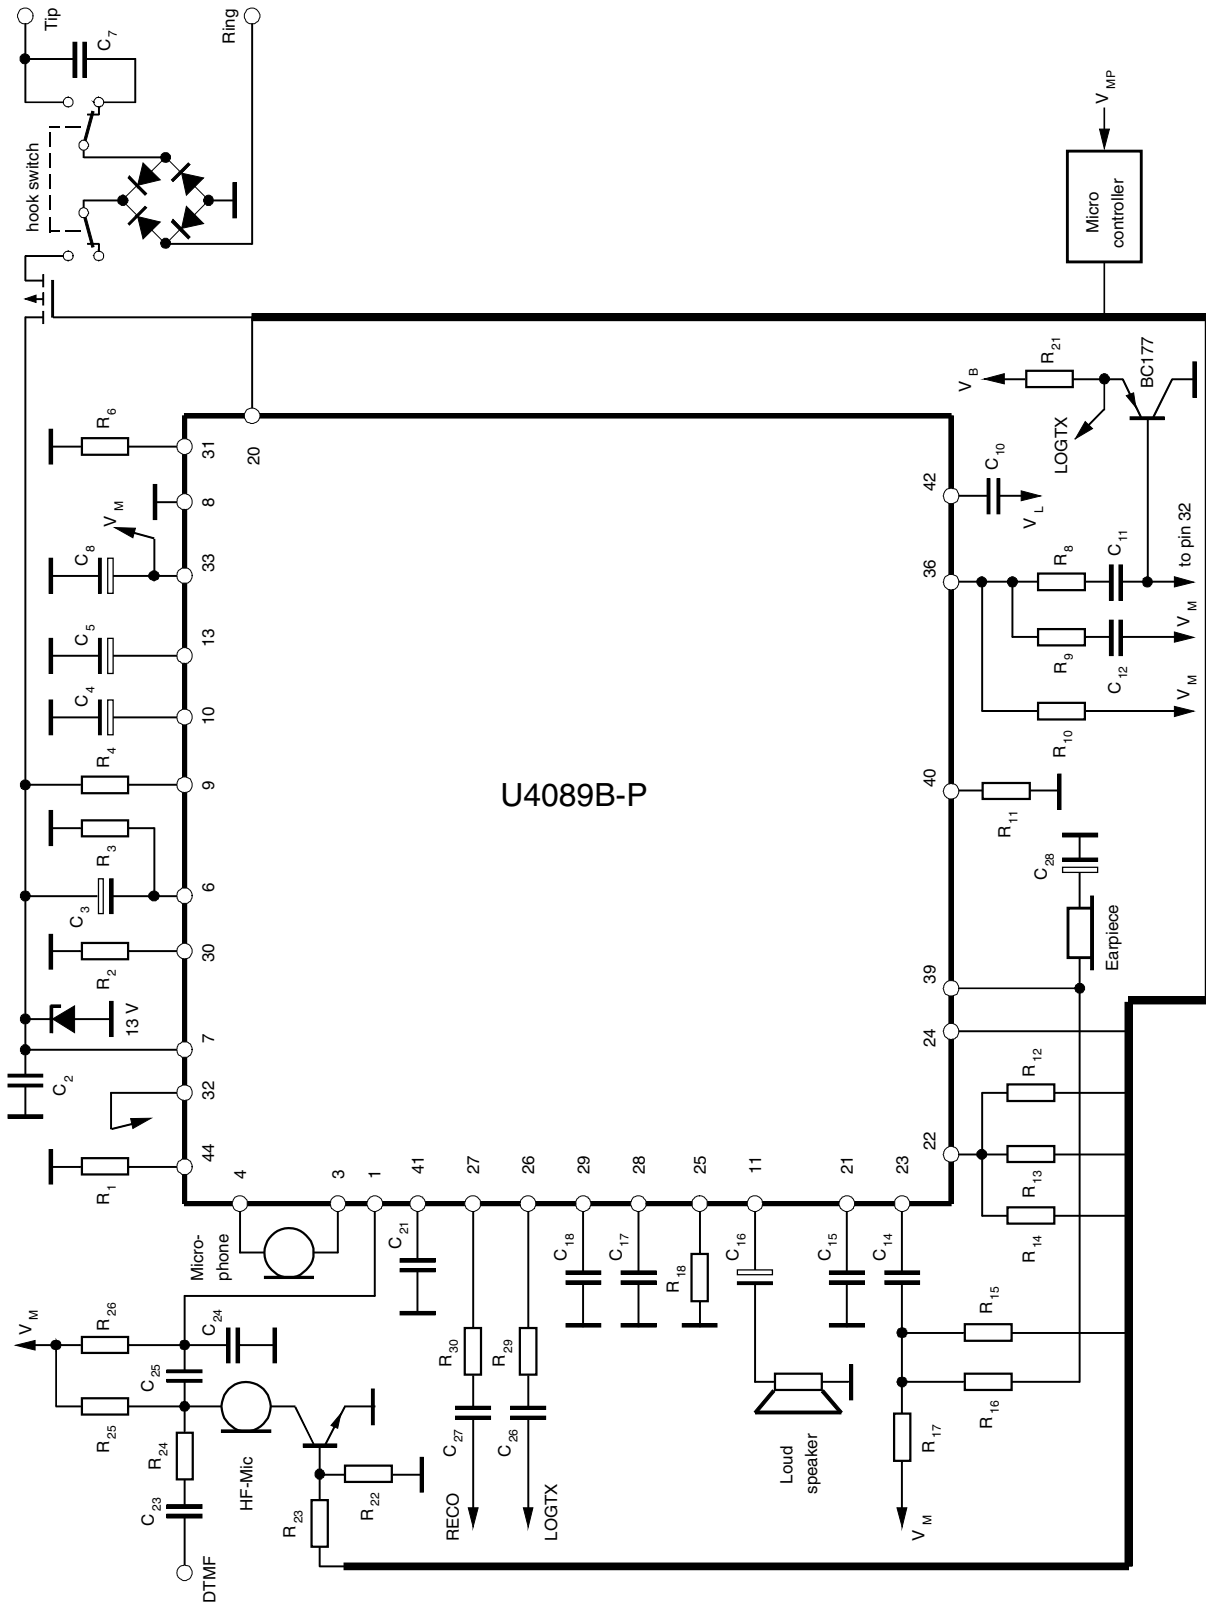 Tip
C7
Ring
hook switch
VMP
Micro
controller
R6
31
20
8
VM
C8
33
C5
13
C4
10
R4
9
R3
C3
6
R2
30
13 V
7
C2
32
R1
44
U4089B-P
42
C10
VL
VB
R21
LOGTX
BC177
36
R8
C11
to pin 32
R9
C12
VM
R10
VM
40
R11
C28
Earpiece
39
24
22
R12
R13
R14
4
3
1
41
27
26
29
28
25
11
21
23
Micro-
phone
C21
C18
C17
R18
C16
C15
C14
R15
R16
R17
VM
Loud
speaker
R30
R29
C27
C26
RECO
LOGTX
VM
R26
C24
C25
R25
R24
C23
HF-Mic
R22
R23
DTMF